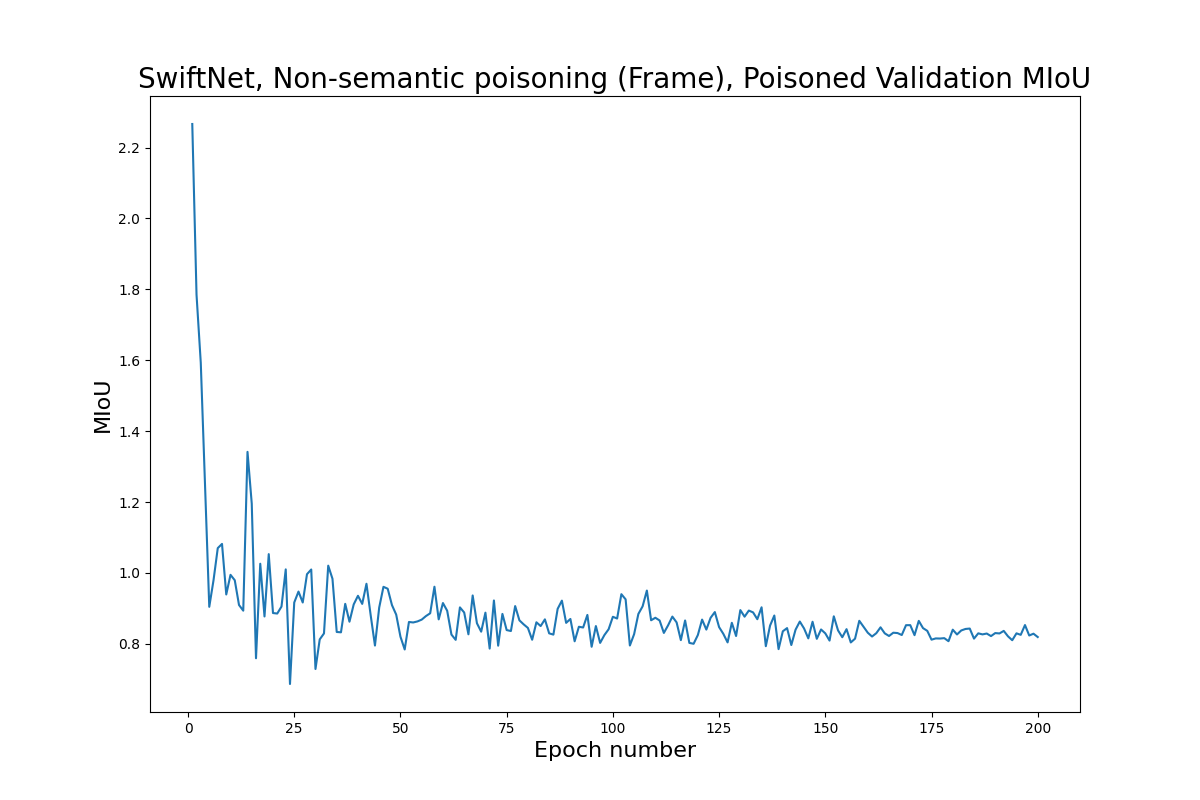 SwiftNet, Non-semantic poisoning (Frame), Poisoned Validation MIoU
MIoU
2.2
2.0
1.8
1.6
1.4
1.2
1.0
0.8
0 25 50 75 100 125 150 175 200
Epoch number